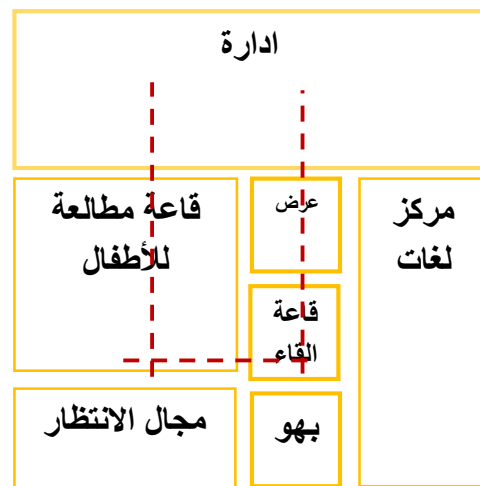 ادارة
مركز
لغات
عرض
قاعة مطالعة
للأطفال
قاعة
القاء
بهو
مجال الانتظار